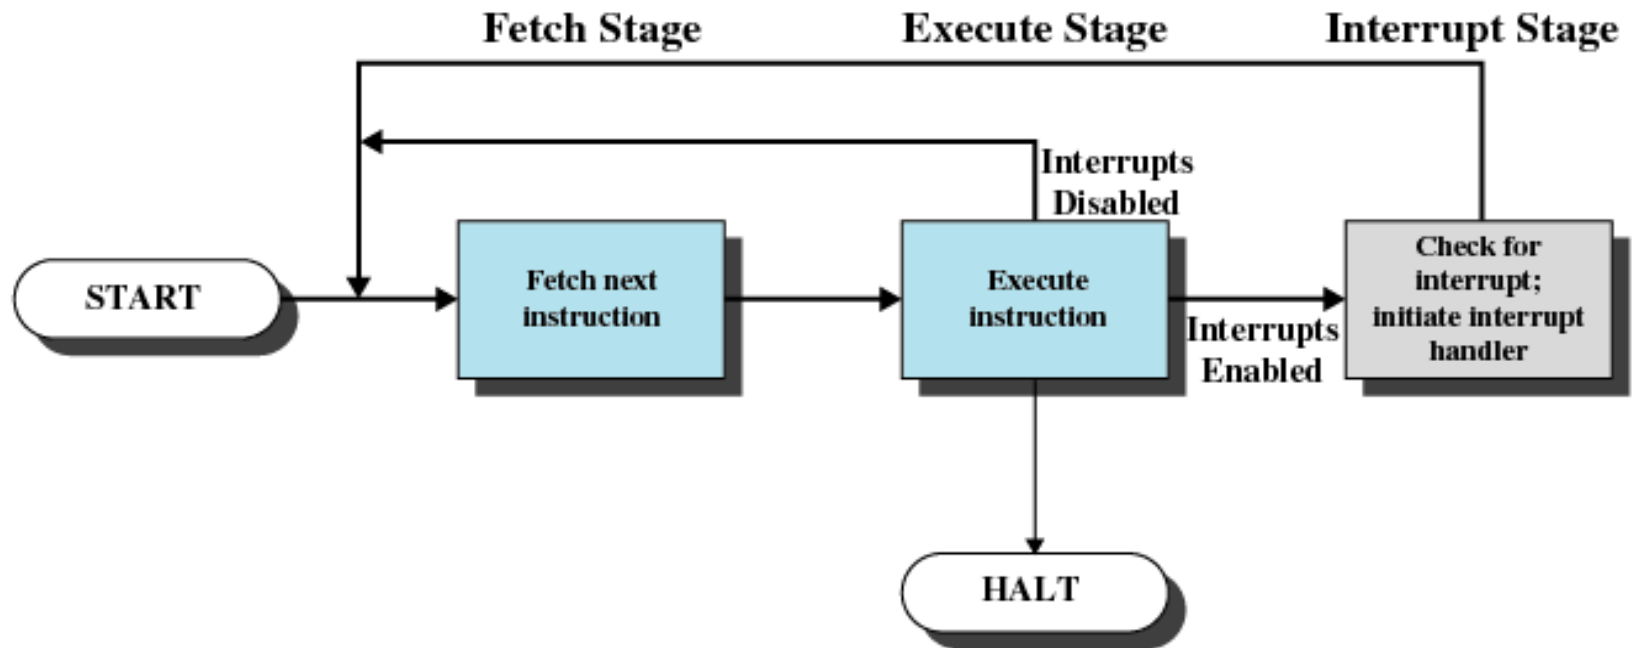 Fetch Stage
Execute Stage
Interrupt Stage
Interrupts
Disabled
START
Fetch next
instruction
Execute
instruction
Interrupts
Enabled
Check for
interrupt;
initiate interrupt
handler
HALT